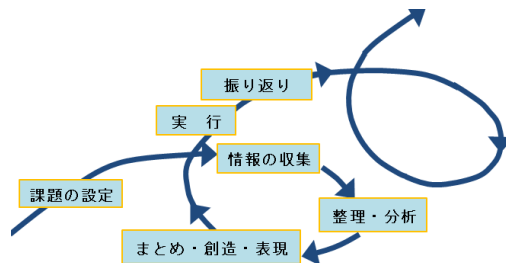 振り返り
実　行
情報の収集
課題の設定
整理・分析
まとめ・創造・表現